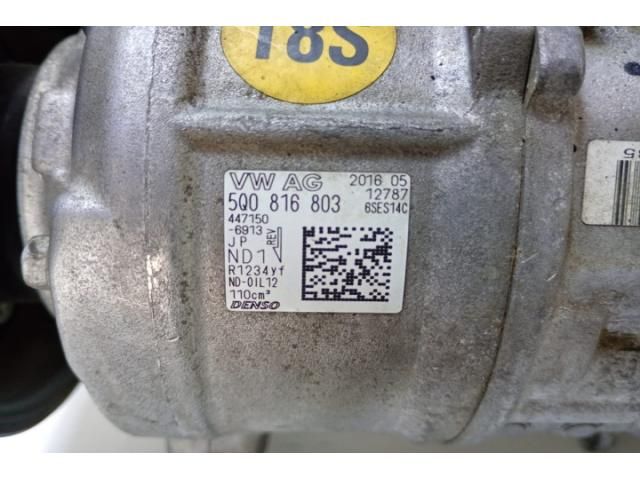 T8S
VW AG 2016 05
12787
5Q0 816 803 6SES14C
447150
-6913 REV
JP
ND1
R1234yf
ND-OIL12
110cm³
DENSO